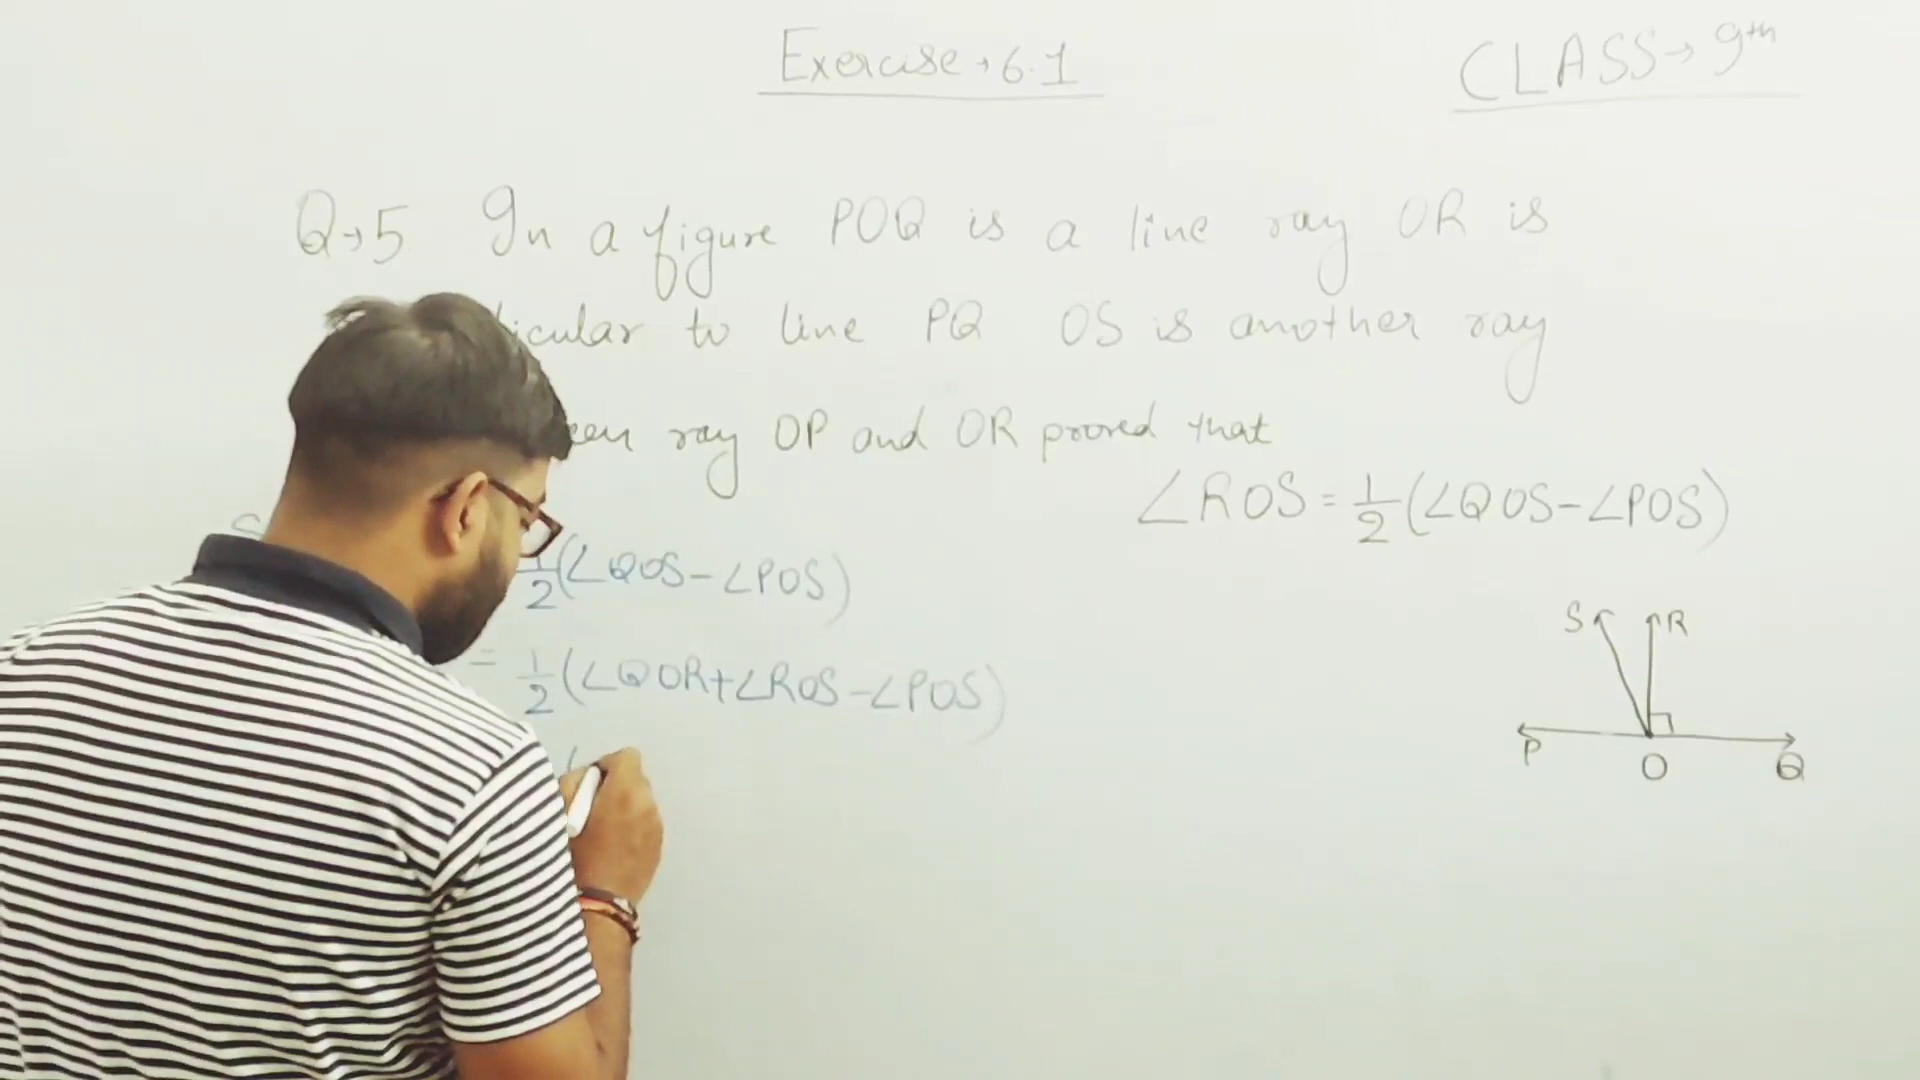 Exercise → 6.1
CLASS → 9th
Q→5 In a figure POQ is a line ray OR is
icular to line PQ OS is another ray
een ray OP and OR proved that
∠ROS = 1/2 (∠QOS - ∠POS)
1/2 (∠QOS - ∠POS)
= 1/2 (∠QOR + ∠ROS - ∠POS)
S R
P O Q